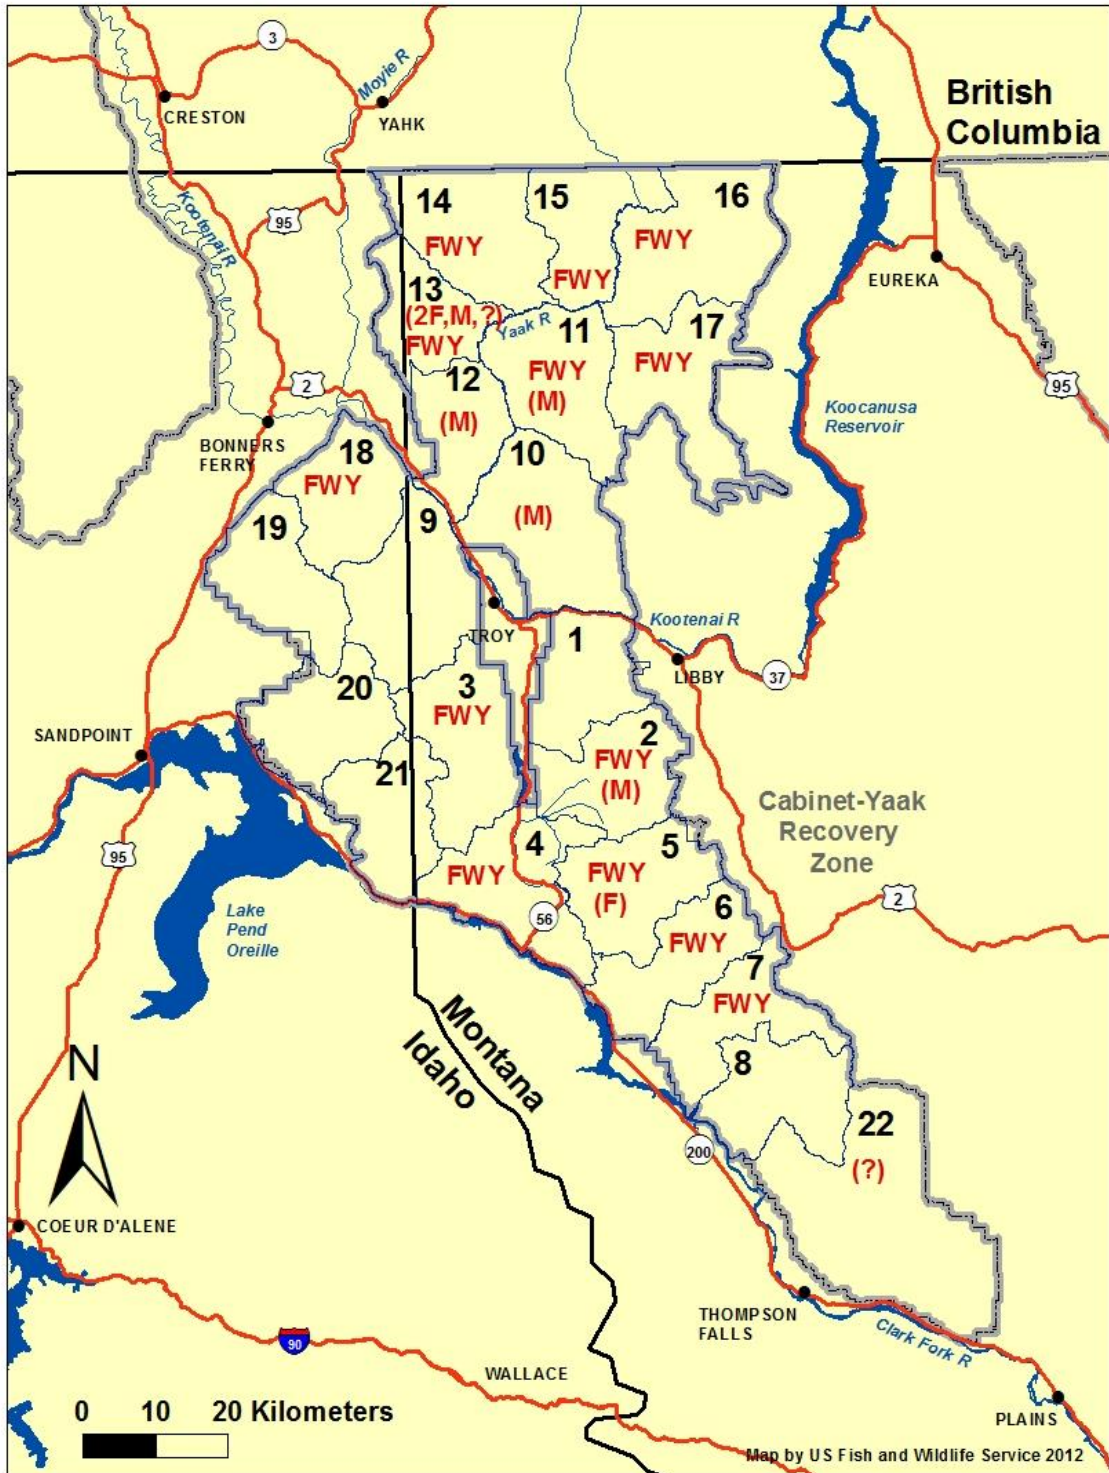 British
Columbia
3
Moyie R
CRESTON
YAHK
Kootenai R
95
14
15
16
FWY
FWY
FWY
EUREKA
13
(2F,M,?)
FWY
Yaak R
11
17
FWY
(M)
FWY
12
(M)
2
95
BONNERS
FERRY
Koocanusa
Reservoir
18
FWY
10
(M)
19
9
TROY
1
Kootenai R
LIBBY
37
20
3
FWY
2
FWY
(M)
SANDPOINT
21
Cabinet-Yaak
Recovery
Zone
95
4
FWY
5
FWY
(F)
2
56
6
FWY
Lake
Pend
Oreille
7
FWY
Montana
Idaho
8
N
22
(?)
200
COEUR D'ALENE
THOMPSON
FALLS
Clark Fork R
90
WALLACE
PLAINS
0 10 20 Kilometers
Map by US Fish and Wildlife Service 2012